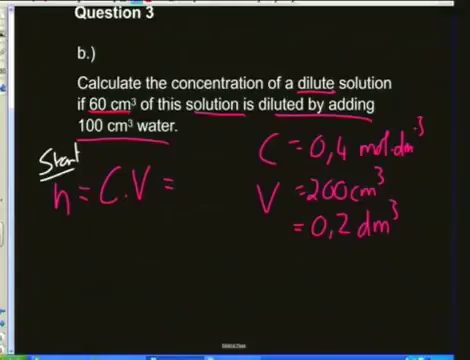 Question 3
b.)
Calculate the concentration of a dilute solution
if 60 cm³ of this solution is diluted by adding
100 cm³ water.
Start
n = C.V =
C = 0,4 mol.dm⁻³
V = 200 cm³
= 0,2 dm³